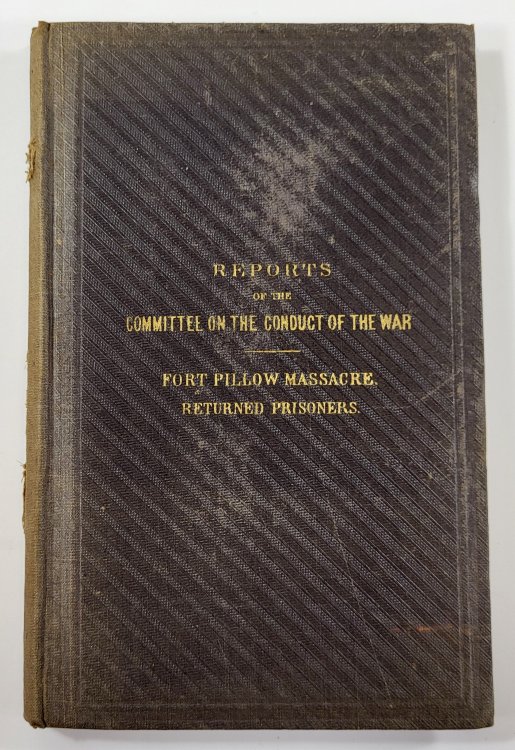 REPORTS
OF THE
COMMITTEE ON THE CONDUCT OF THE WAR
FORT PILLOW MASSACRE.
RETURNED PRISONERS.